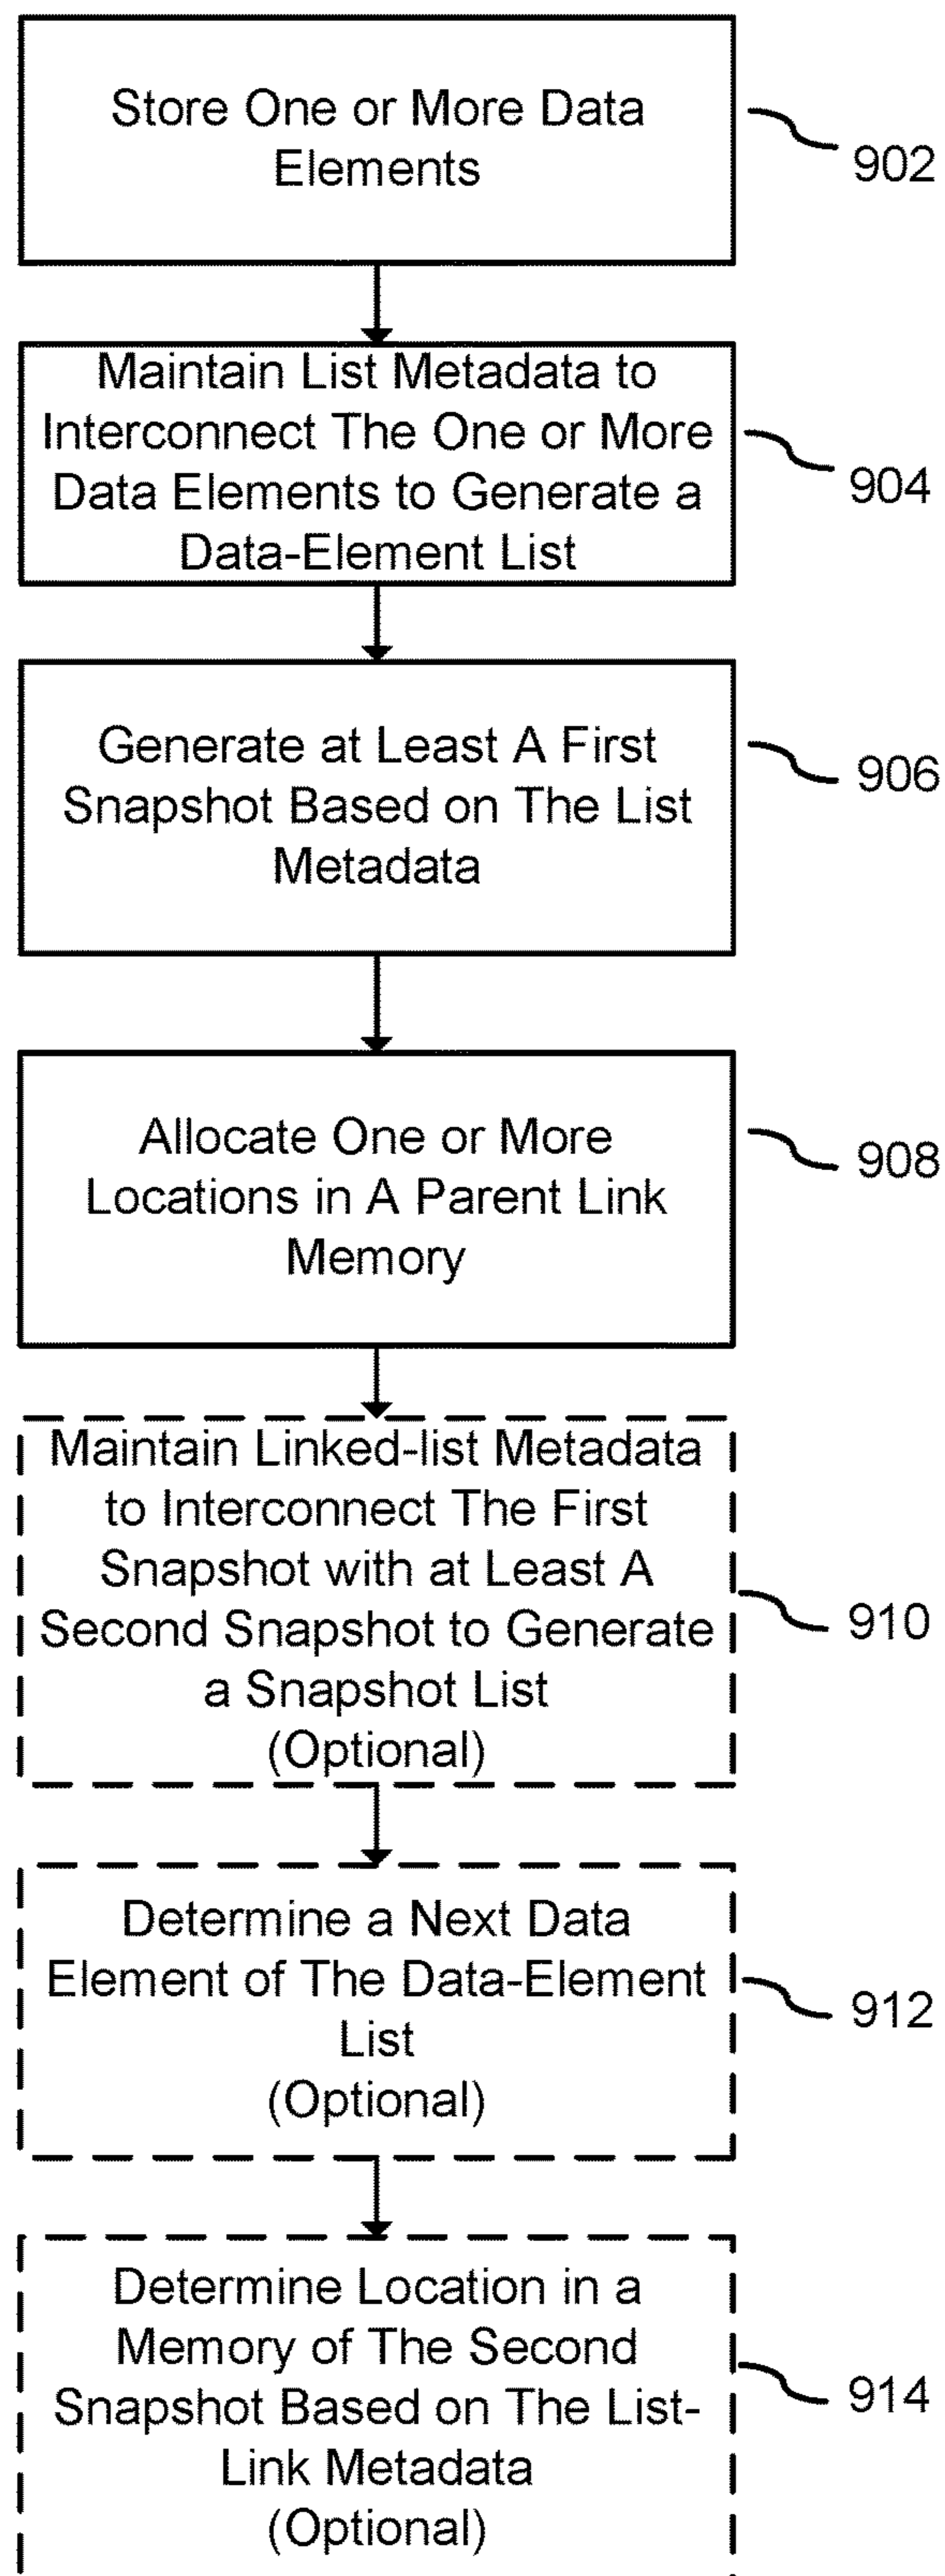 Store One or More Data
Elements
902
Maintain List Metadata to
Interconnect The One or More
Data Elements to Generate a
Data-Element List
904
Generate at Least A First
Snapshot Based on The List
Metadata
906
Allocate One or More
Locations in A Parent Link
Memory
908
Maintain Linked-list Metadata
to Interconnect The First
Snapshot with at Least A
Second Snapshot to Generate
a Snapshot List
(Optional)
910
Determine a Next Data
Element of The Data-Element
List
(Optional)
912
Determine Location in a
Memory of The Second
Snapshot Based on The List-
Link Metadata
(Optional)
914